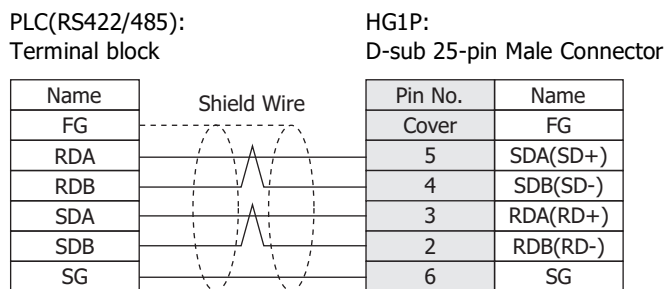 PLC(RS422/485):
Terminal block
HG1P:
D-sub 25-pin Male Connector
Name
Shield Wire
Pin No.
Name
FG
Cover
FG
RDA
5
SDA(SD+)
RDB
4
SDB(SD-)
SDA
3
RDA(RD+)
SDB
2
RDB(RD-)
SG
6
SG